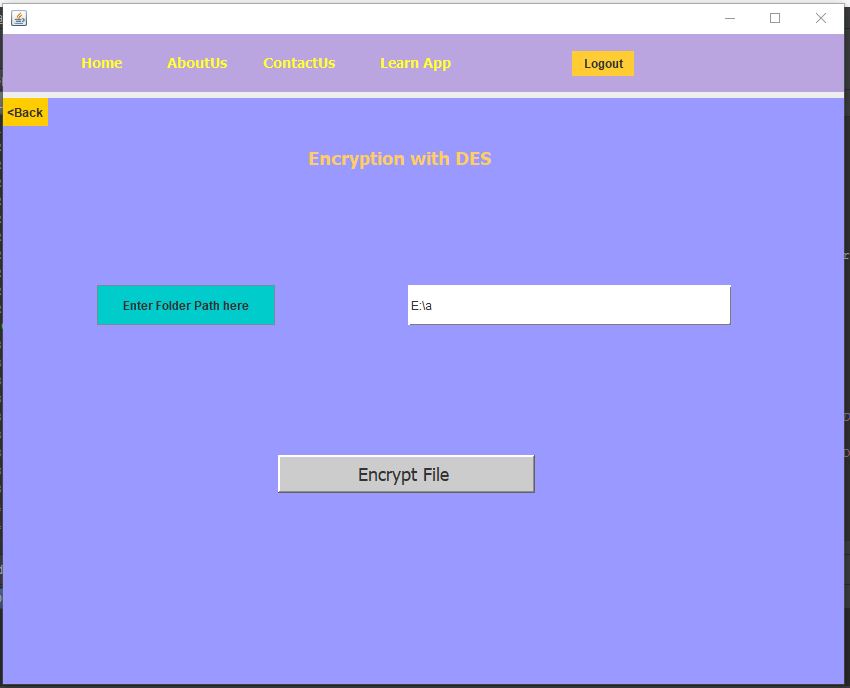 Home AboutUs ContactUs Learn App Logout
<Back
Encryption with DES
Enter Folder Path here E:\a
Encrypt File